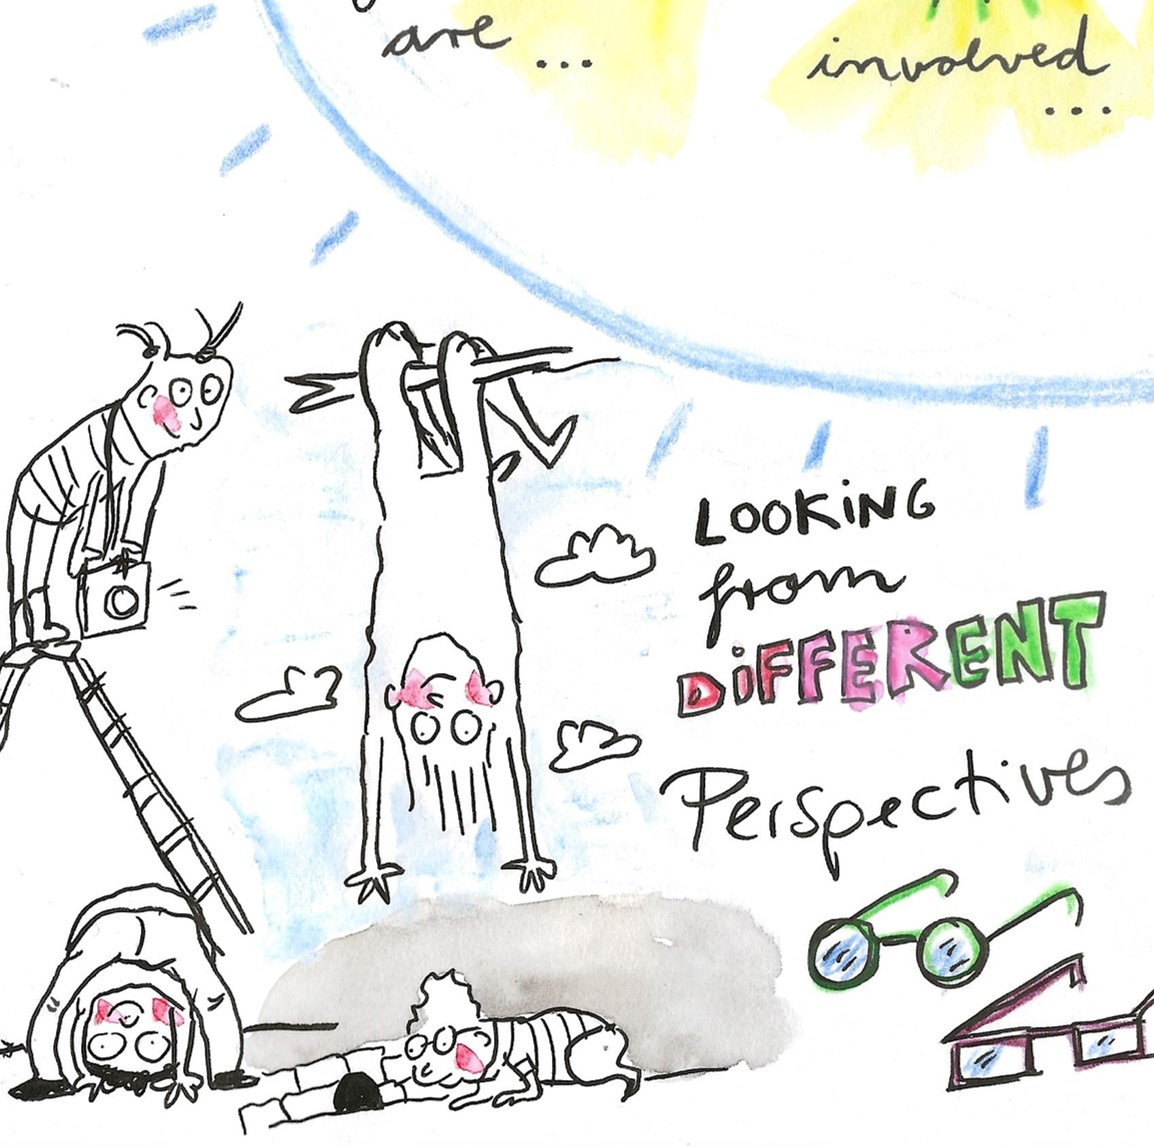 are ...
involved
...
LOOKING
from
DIFFERENT
Perspectives